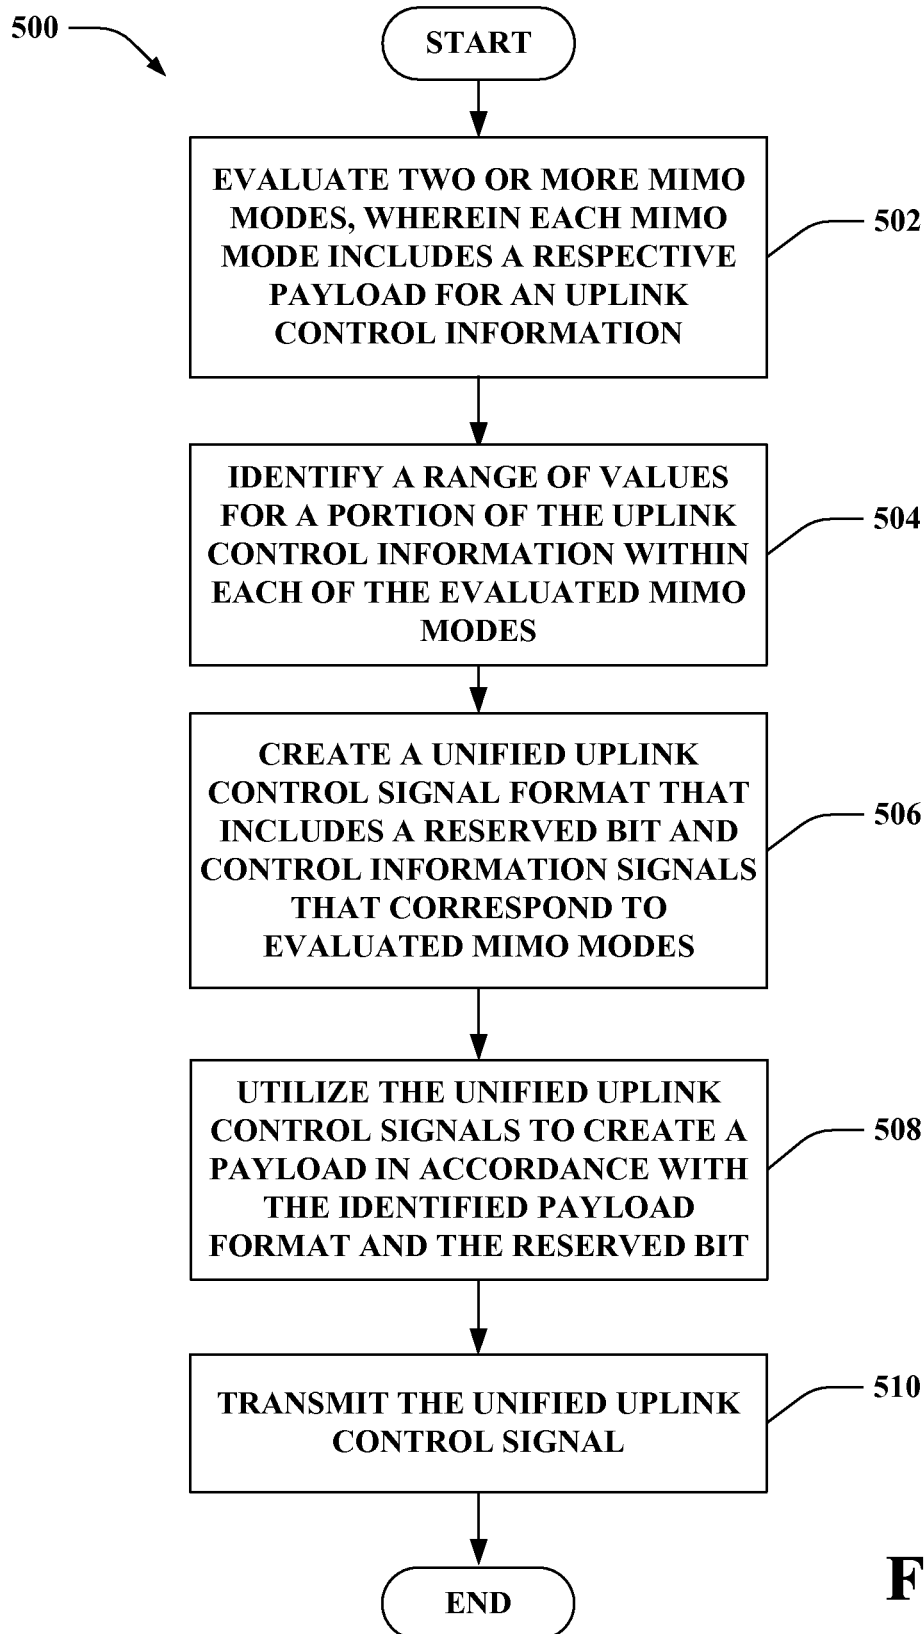 500
START
EVALUATE TWO OR MORE MIMO
MODES, WHEREIN EACH MIMO
MODE INCLUDES A RESPECTIVE
PAYLOAD FOR AN UPLINK
CONTROL INFORMATION
502
IDENTIFY A RANGE OF VALUES
FOR A PORTION OF THE UPLINK
CONTROL INFORMATION WITHIN
EACH OF THE EVALUATED MIMO
MODES
504
CREATE A UNIFIED UPLINK
CONTROL SIGNAL FORMAT THAT
INCLUDES A RESERVED BIT AND
CONTROL INFORMATION SIGNALS
THAT CORRESPOND TO
EVALUATED MIMO MODES
506
UTILIZE THE UNIFIED UPLINK
CONTROL SIGNALS TO CREATE A
PAYLOAD IN ACCORDANCE WITH
THE IDENTIFIED PAYLOAD
FORMAT AND THE RESERVED BIT
508
TRANSMIT THE UNIFIED UPLINK
CONTROL SIGNAL
510
END
F